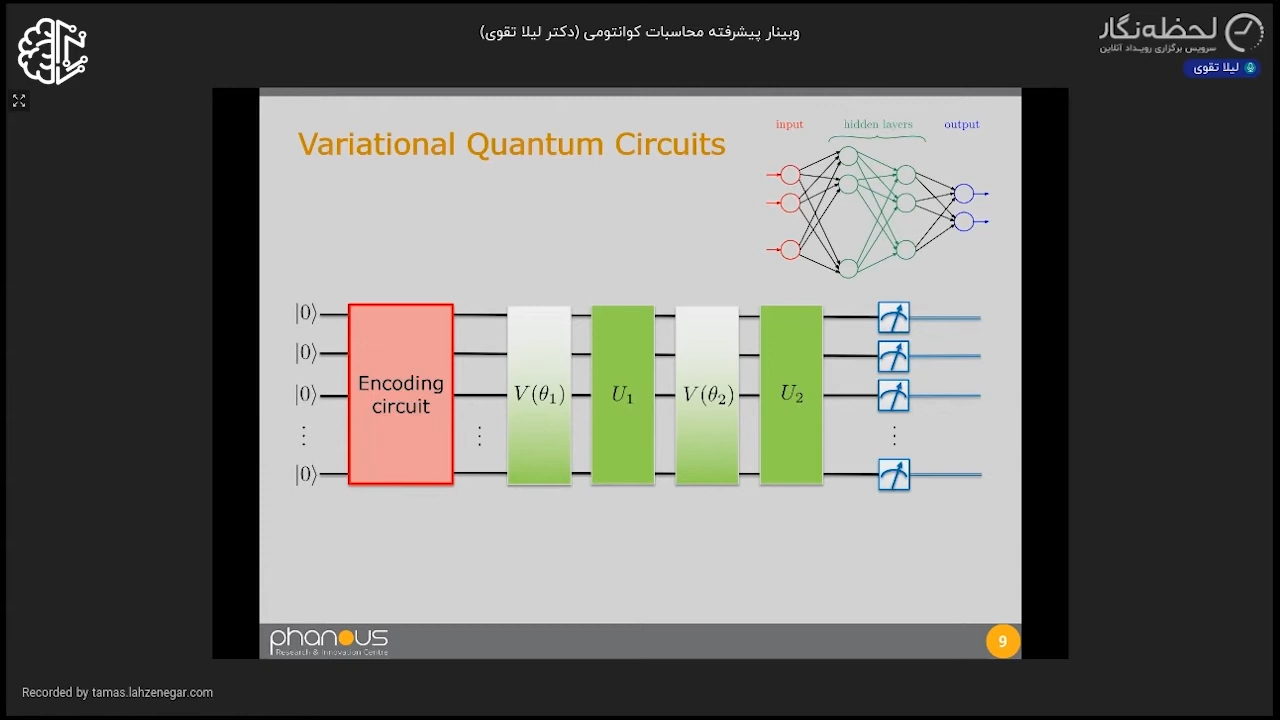 وبینار پیشرفته محاسبات کوانتومی (دکتر لیلا تقوی)
لحظه‌نگار
سرویس برگزاری رویداد آنلاین
لیلا تقوی
Variational Quantum Circuits
input hidden layers output
|0⟩
|0⟩
|0⟩
⋮
|0⟩
Encoding
circuit
⋮
V(θ₁)
U₁
V(θ₂)
U₂
⋮
phanous
Research & Innovation Centre
9
Recorded by tamas.lahzenegar.com